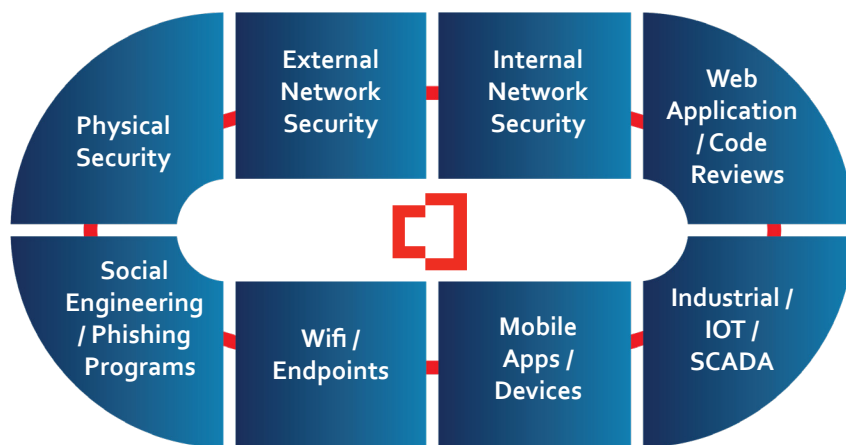 Physical
Security
External
Network
Security
Internal
Network
Security
Web
Application
/ Code
Reviews
Social
Engineering
/ Phishing
Programs
Wifi /
Endpoints
Mobile
Apps /
Devices
Industrial /
IOT /
SCADA